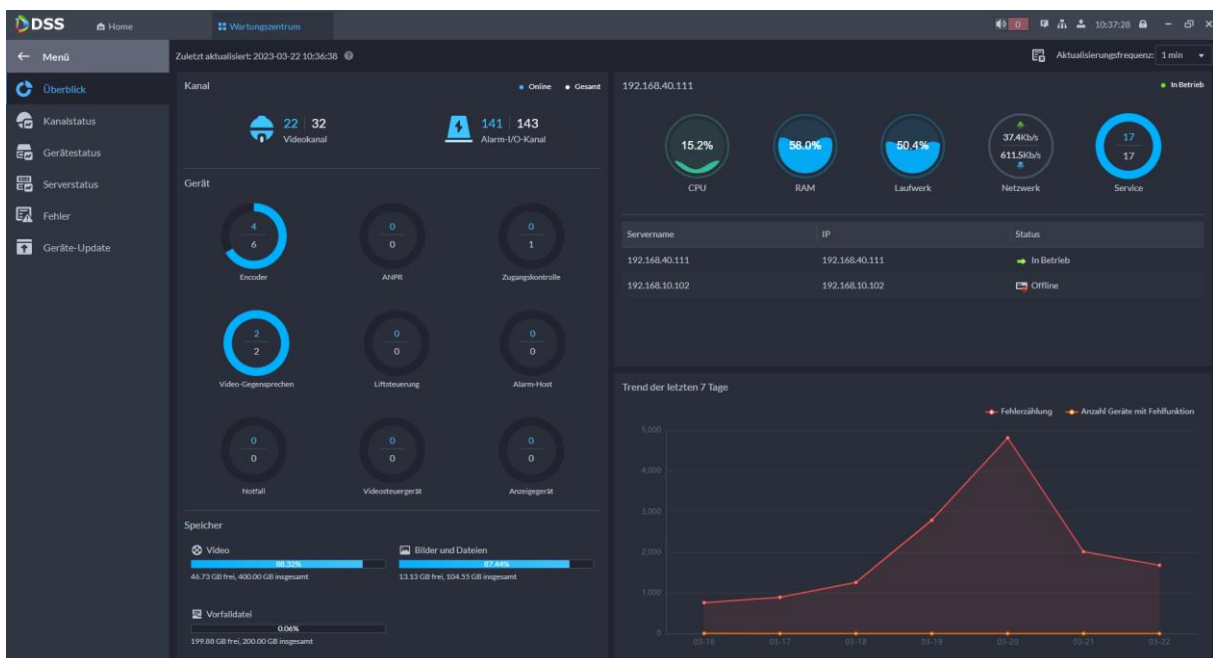 DSS Home Wartungszentrum 0 10:37:28
Menü
Zuletzt aktualisiert: 2023-03-22 10:36:38
Aktualisierungsfrequenz: 1 min
Überblick
Kanalstatus
Gerätestatus
Serverstatus
Fehler
Geräte-Update
Kanal
Online Gesamt
22 32
Videokanal
141 143
Alarm-I/O-Kanal
Gerät
4
6
Encoder
0
0
ANPR
0
1
Zugangskontrolle
2
2
Video-Gegensprechen
0
0
Liftsteuerung
0
0
Alarm-Host
0
0
Notfall
0
0
Videosteuergerät
0
0
Anzeigegerät
Speicher
Video
88.32%
46.73 GB frei, 400.00 GB insgesamt
Bilder und Dateien
87.44%
13.13 GB frei, 104.55 GB insgesamt
Vorfalldatei
0.06%
199.88 GB frei, 200.00 GB insgesamt
192.168.40.111
In Betrieb
15.2%
CPU
58.0%
RAM
50.4%
Laufwerk
37.4Kb/s
611.5Kb/s
Netzwerk
17
17
Service
Servername IP Status
192.168.40.111 192.168.40.111 In Betrieb
192.168.10.102 192.168.10.102 Offline
Trend der letzten 7 Tage
Fehlerzählung Anzahl Geräte mit Fehlfunktion
5,000
4,000
3,000
2,000
1,000
0
03-16 03-17 03-18 03-19 03-20 03-21 03-22